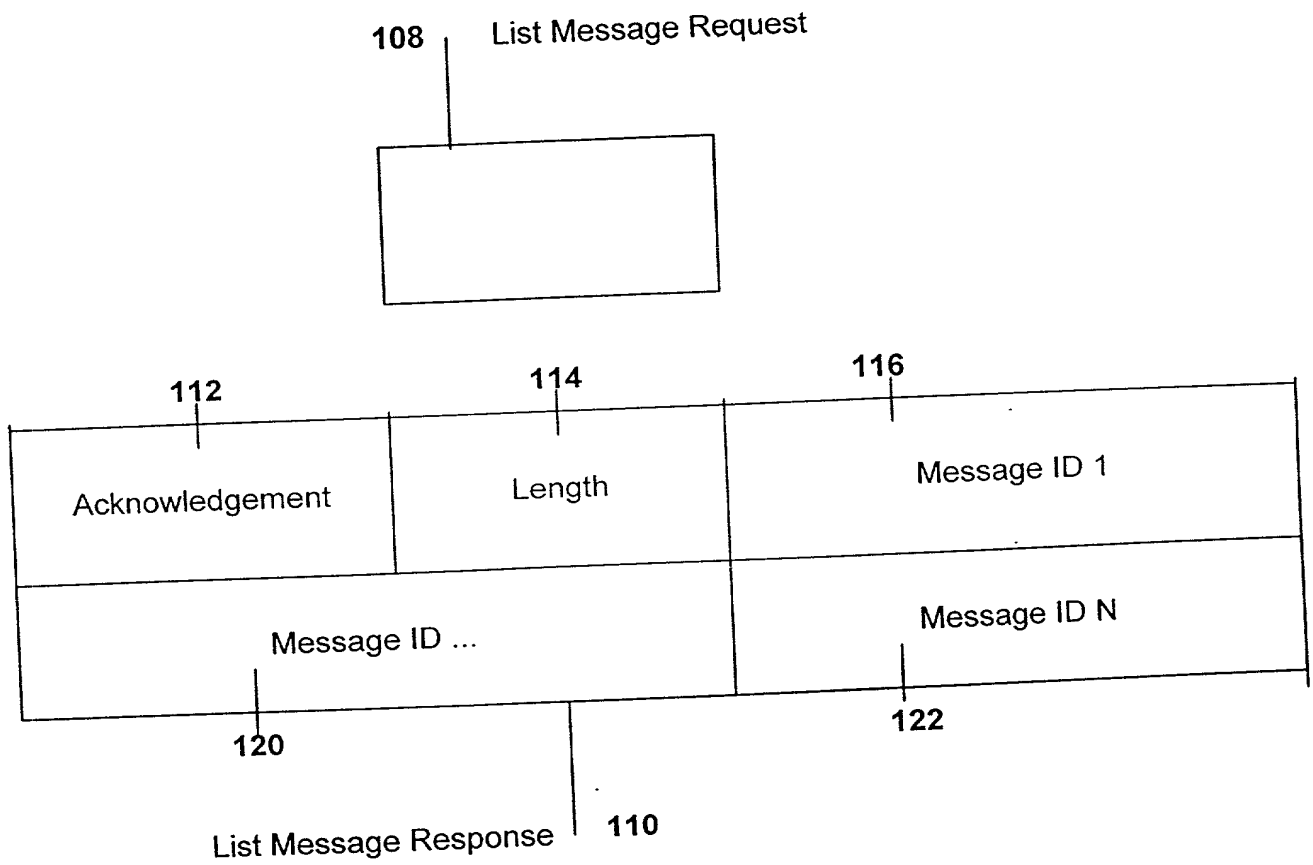 108 List Message Request
112 114 116
Acknowledgement Length Message ID 1
Message ID ... Message ID N
120 122
List Message Response 110